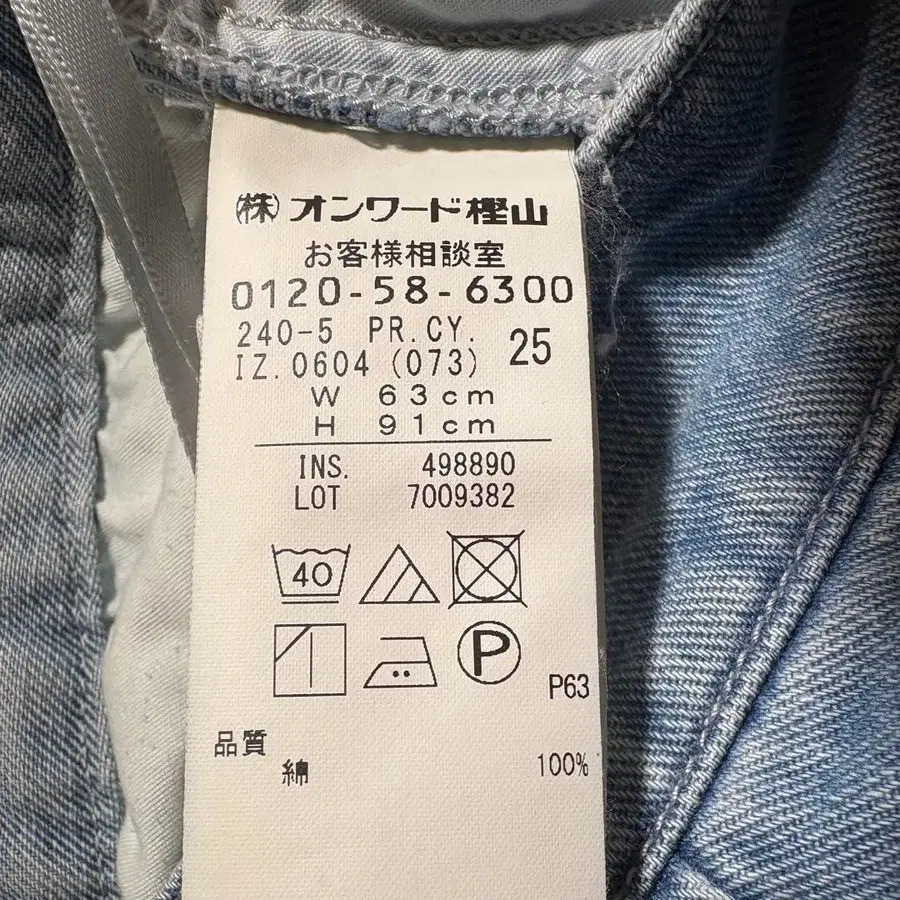 ㈱オンワード樫山
お客様相談室
0120-58-6300
240-5 PR.CY. 25
IZ.0604 (073)
W 63cm
H 91cm
INS. 498890
LOT 7009382
40
P
P63
品質
綿 100%